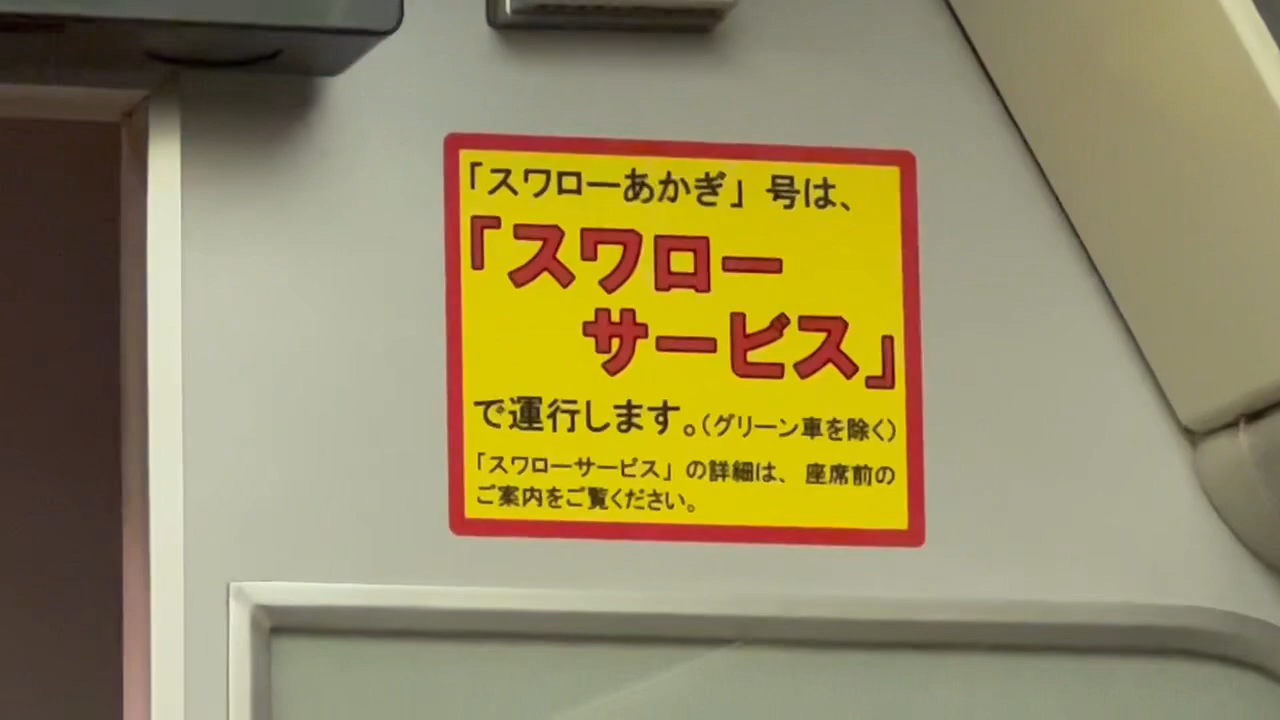 「スワローあかぎ」号は、
「スワロー
サービス」
で運行します。(グリーン車を除く)
「スワローサービス」の詳細は、座席前の
ご案内をご覧ください。